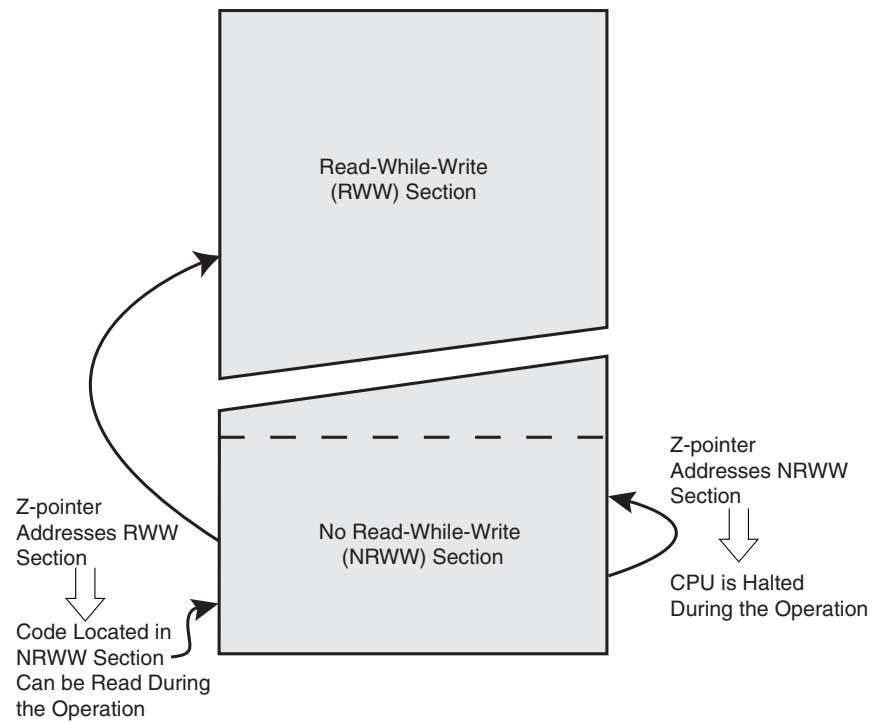 Read-While-Write
(RWW) Section
Z-pointer
Addresses NRWW
Section
CPU is Halted
During the Operation
No Read-While-Write
(NRWW) Section
Z-pointer
Addresses RWW
Section
Code Located in
NRWW Section
Can be Read During
the Operation